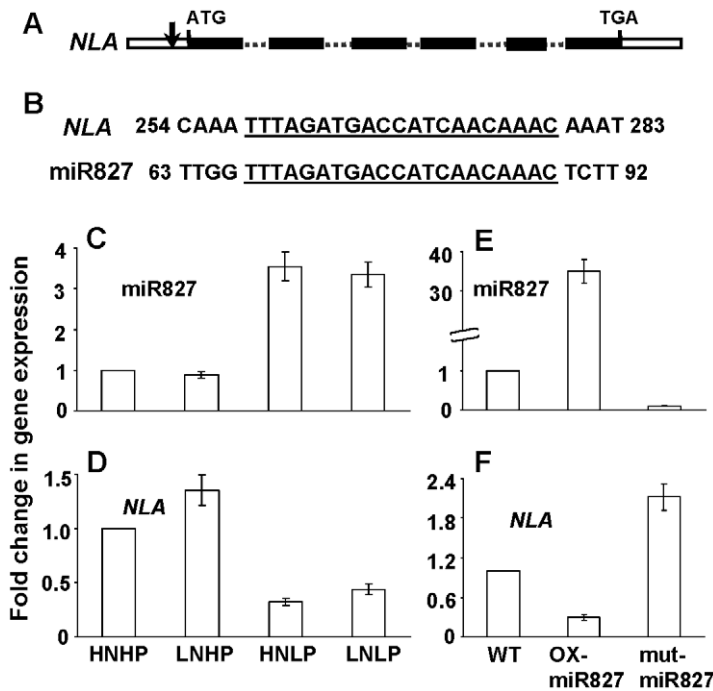 A
ATG
TGA
NLA
B
NLA 254 CAAA TTTAGATGACCATCAACAAAC AAAT 283
miR827 63 TTGG TTTAGATGACCATCAACAAAC TCTT 92
Fold change in gene expression
C
miR827
4
3
2
1
0
E
miR827
35
30
1
0
D
NLA
1.5
1.0
0.5
0
HNHP LNHP HNLP LNLP
F
NLA
2.4
1.8
1.2
0.6
0
WT OX- mut-
miR827 miR827